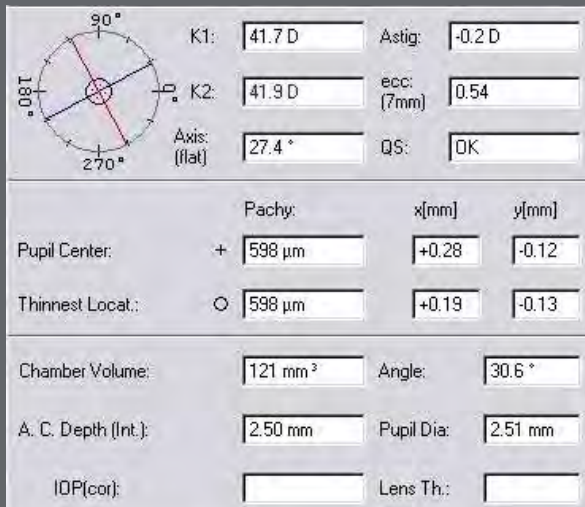 90°
K1: 41.7 D Astig: -0.2 D
180° 0° K2: 41.9 D ecc: (7mm) 0.54
270° Axis: (flat) 27.4 ° QS: OK
Pachy: x[mm] y[mm]
Pupil Center: + 598 µm +0.28 -0.12
Thinnest Locat.: O 598 µm +0.19 -0.13
Chamber Volume: 121 mm³ Angle: 30.6 °
A. C. Depth (Int.): 2.50 mm Pupil Dia: 2.51 mm
IOP(cor): Lens Th.: